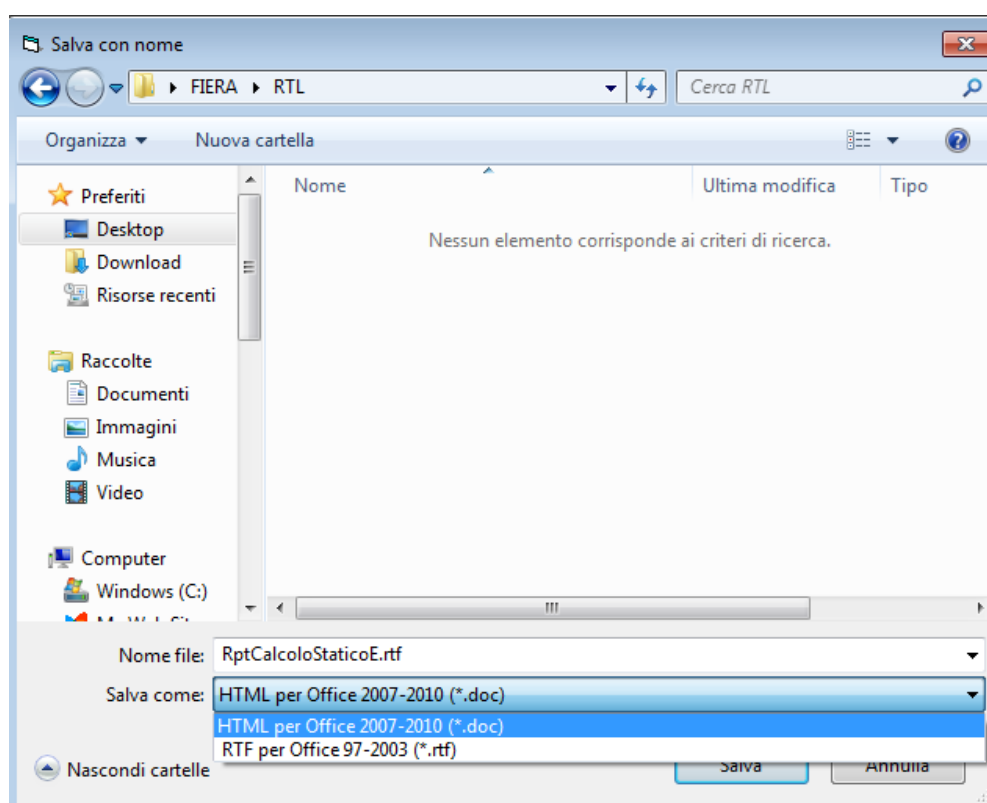 Salva con nome
FIERA RTL
Cerca RTL
Organizza Nuova cartella
Nome Ultima modifica Tipo
Nessun elemento corrisponde ai criteri di ricerca.
Preferiti
Desktop
Download
Risorse recenti
Raccolte
Documenti
Immagini
Musica
Video
Computer
Windows (C:)
Nome file: RptCalcoloStaticoE.rtf
Salva come: HTML per Office 2007-2010 (*.doc)
HTML per Office 2007-2010 (*.doc)
RTF per Office 97-2003 (*.rtf)
Nascondi cartelle Salva Annulla